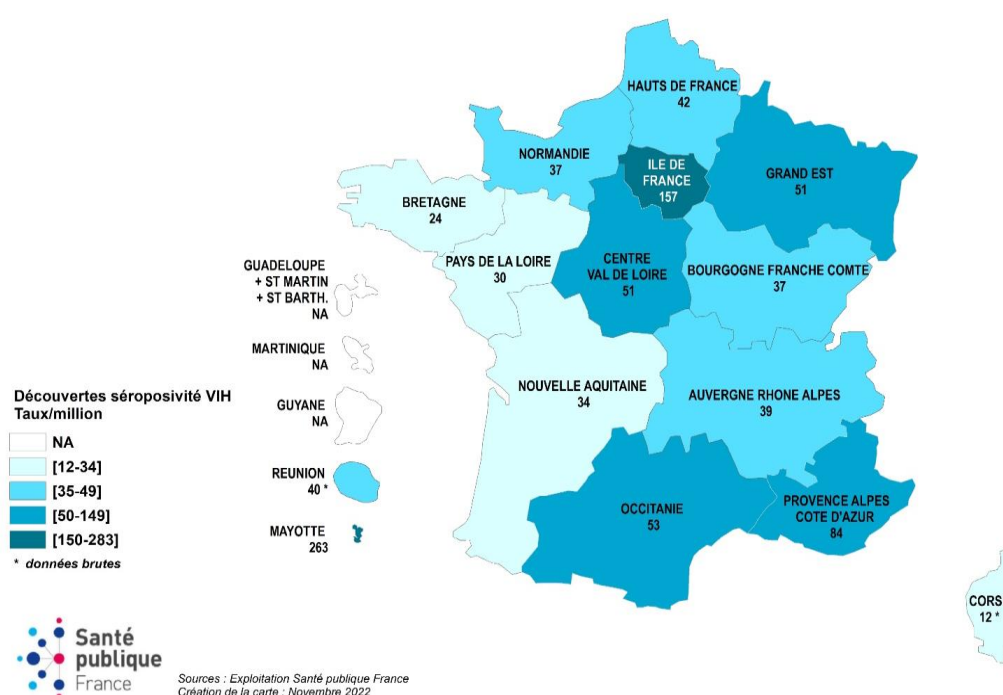 HAUTS DE FRANCE
42
NORMANDIE
37
ILE DE
FRANCE
157
GRAND EST
51
BRETAGNE
24
PAYS DE LA LOIRE
30
CENTRE
VAL DE LOIRE
51
BOURGOGNE FRANCHE COMTE
37
GUADELOUPE
+ ST MARTIN
+ ST BARTH.
NA
MARTINIQUE
NA
GUYANE
NA
REUNION
40 *
MAYOTTE
263
NOUVELLE AQUITAINE
34
AUVERGNE RHONE ALPES
39
OCCITANIE
53
PROVENCE ALPES
COTE D'AZUR
84
CORS
12 *
Découvertes séroposivité VIH
Taux/million
NA
[12-34]
[35-49]
[50-149]
[150-283]
* données brutes
Santé
publique
France
Sources : Exploitation Santé publique France
Création de la carte : Novembre 2022